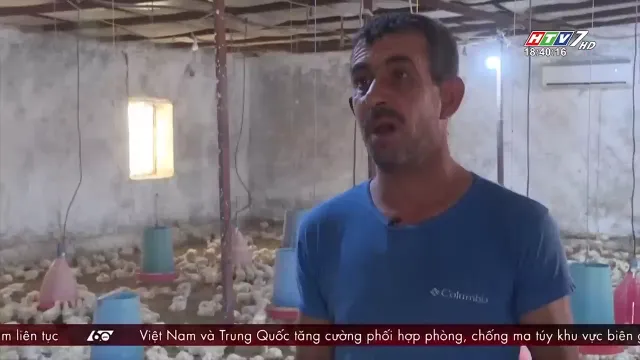 HTV7 HD
18:40:16
Columbia
m liên tục
60
Việt Nam và Trung Quốc tăng cường phối hợp phòng, chống ma túy khu vực biên